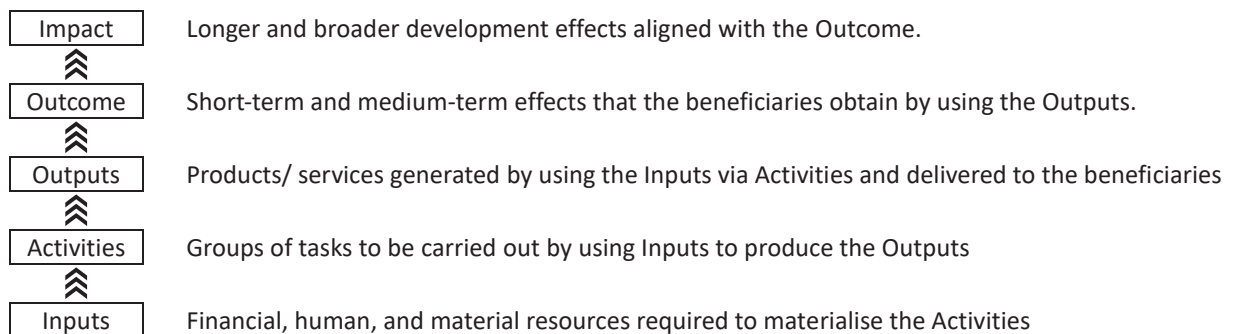 Impact Longer and broader development effects aligned with the Outcome.
Outcome Short-term and medium-term effects that the beneficiaries obtain by using the Outputs.
Outputs Products/ services generated by using the Inputs via Activities and delivered to the beneficiaries
Activities Groups of tasks to be carried out by using Inputs to produce the Outputs
Inputs Financial, human, and material resources required to materialise the Activities